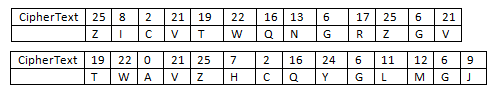 CipherText 25 8 2 21 19 22 16 13 6 17 25 6 21
Z I C V T W Q N G R Z G V
CipherText 19 22 0 21 25 7 2 16 24 6 11 12 6 9
T W A V Z H C Q Y G L M G J